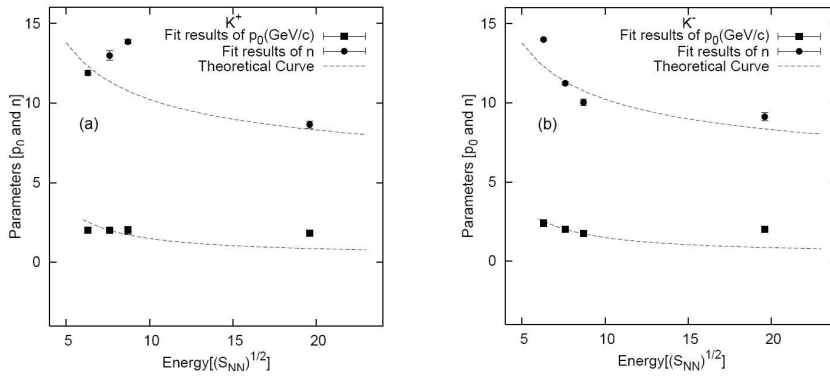 K+
Fit results of p0(GeV/c)
Fit results of n
Theoretical Curve
(a)
Parameters [p0 and n]
15
10
5
0
5 10 15 20
Energy[(SNN)1/2]
K-
Fit results of p0(GeV/c)
Fit results of n
Theoretical Curve
(b)
Parameters [p0 and n]
15
10
5
0
5 10 15 20
Energy[(SNN)1/2]